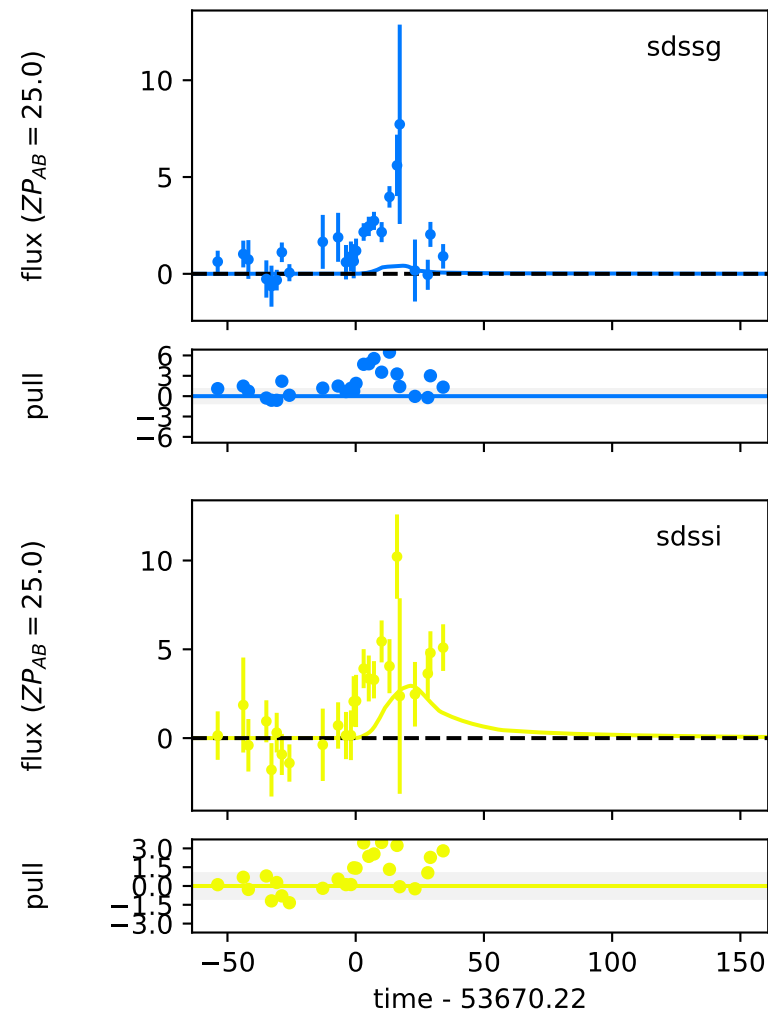 sdssg
flux (ZP_AB = 25.0)
10
5
0
pull
6
3
0
−3
−6
sdssi
flux (ZP_AB = 25.0)
10
5
0
pull
3.0
1.5
0.0
−1.5
−3.0
−50 0 50 100 150
time - 53670.22